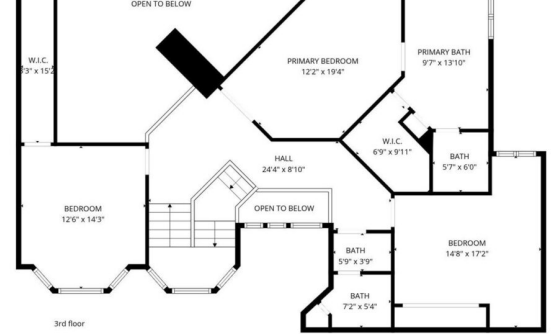 OPEN TO BELOW
W.I.C.
PRIMARY BEDROOM
12'2" x 19'4"
PRIMARY BATH
9'7" x 13'10"
W.I.C.
6'9" x 9'11"
BATH
5'7" x 6'0"
HALL
24'4" x 8'10"
BEDROOM
12'6" x 14'3"
OPEN TO BELOW
BATH
5'9" x 3'9"
BEDROOM
14'8" x 17'2"
BATH
7'2" x 5'4"
3rd floor